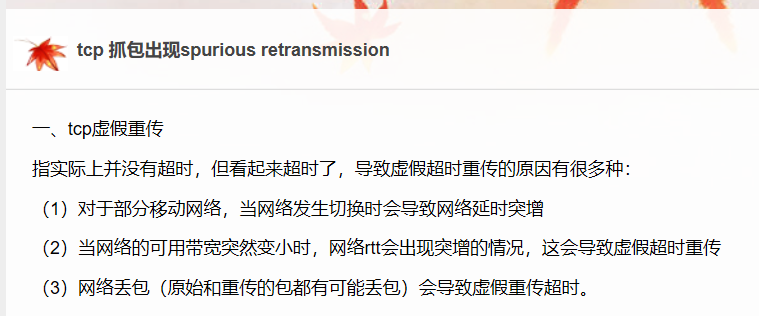 tcp 抓包出现spurious retransmission
一、tcp虚假重传
指实际上并没有超时，但看起来超时了，导致虚假超时重传的原因有很多种：
（1）对于部分移动网络，当网络发生切换时会导致网络延时突增
（2）当网络的可用带宽突然变小时，网络rtt会出现突增的情况，这会导致虚假超时重传
（3）网络丢包（原始和重传的包都有可能丢包）会导致虚假重传超时。